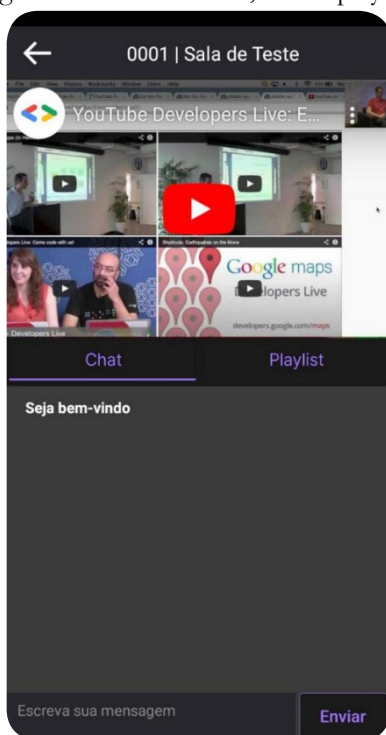 0001 | Sala de Teste
YouTube Developers Live: E...
Google maps
Developers Live
developers.google.com/maps
Chat
Playlist
Seja bem-vindo
Escreva sua mensagem
Enviar